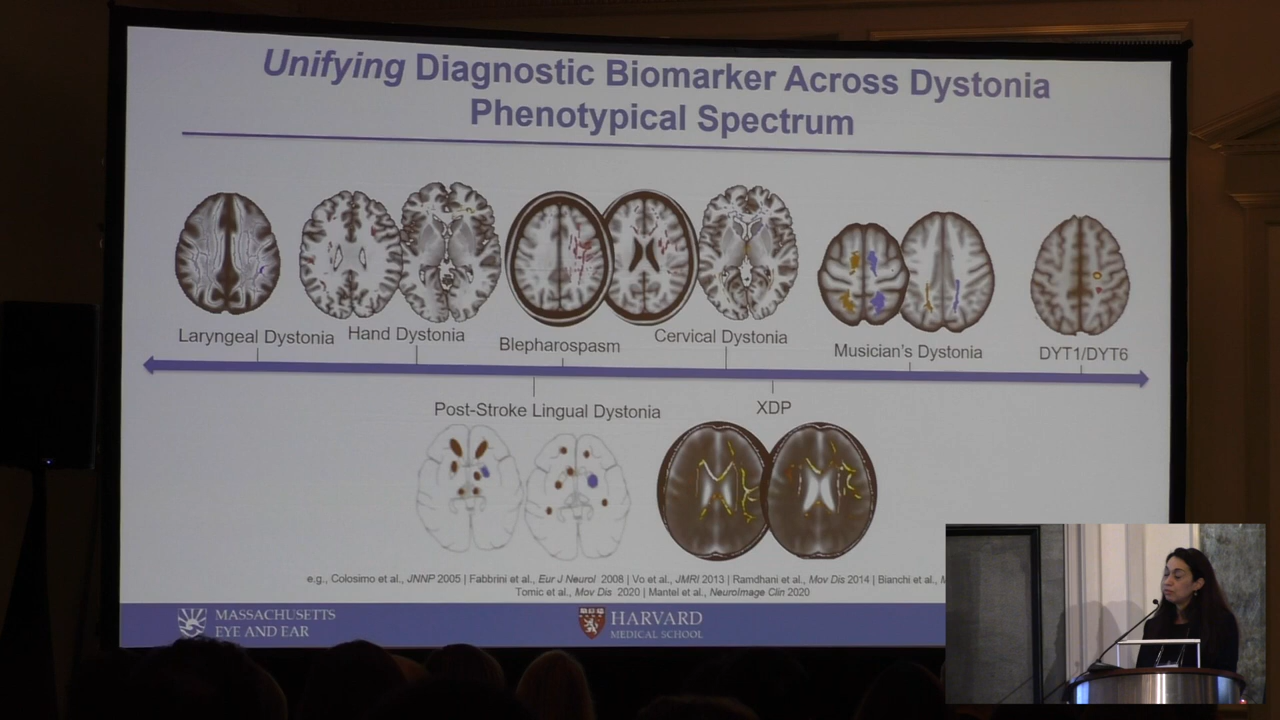 Unifying Diagnostic Biomarker Across Dystonia
Phenotypical Spectrum
Laryngeal Dystonia
Hand Dystonia
Blepharospasm
Cervical Dystonia
Musician's Dystonia
DYT1/DYT6
Post-Stroke Lingual Dystonia
XDP
e.g., Colosimo et al., JNNP 2005 | Fabbrini et al., Eur J Neurol 2008 | Vo et al., JMRI 2013 | Ramdhani et al., Mov Dis 2014 | Bianchi et al.,
Tomic et al., Mov Dis 2020 | Mantel et al., NeuroImage Clin 2020
MASSACHUSETTS
EYE AND EAR
HARVARD
MEDICAL SCHOOL